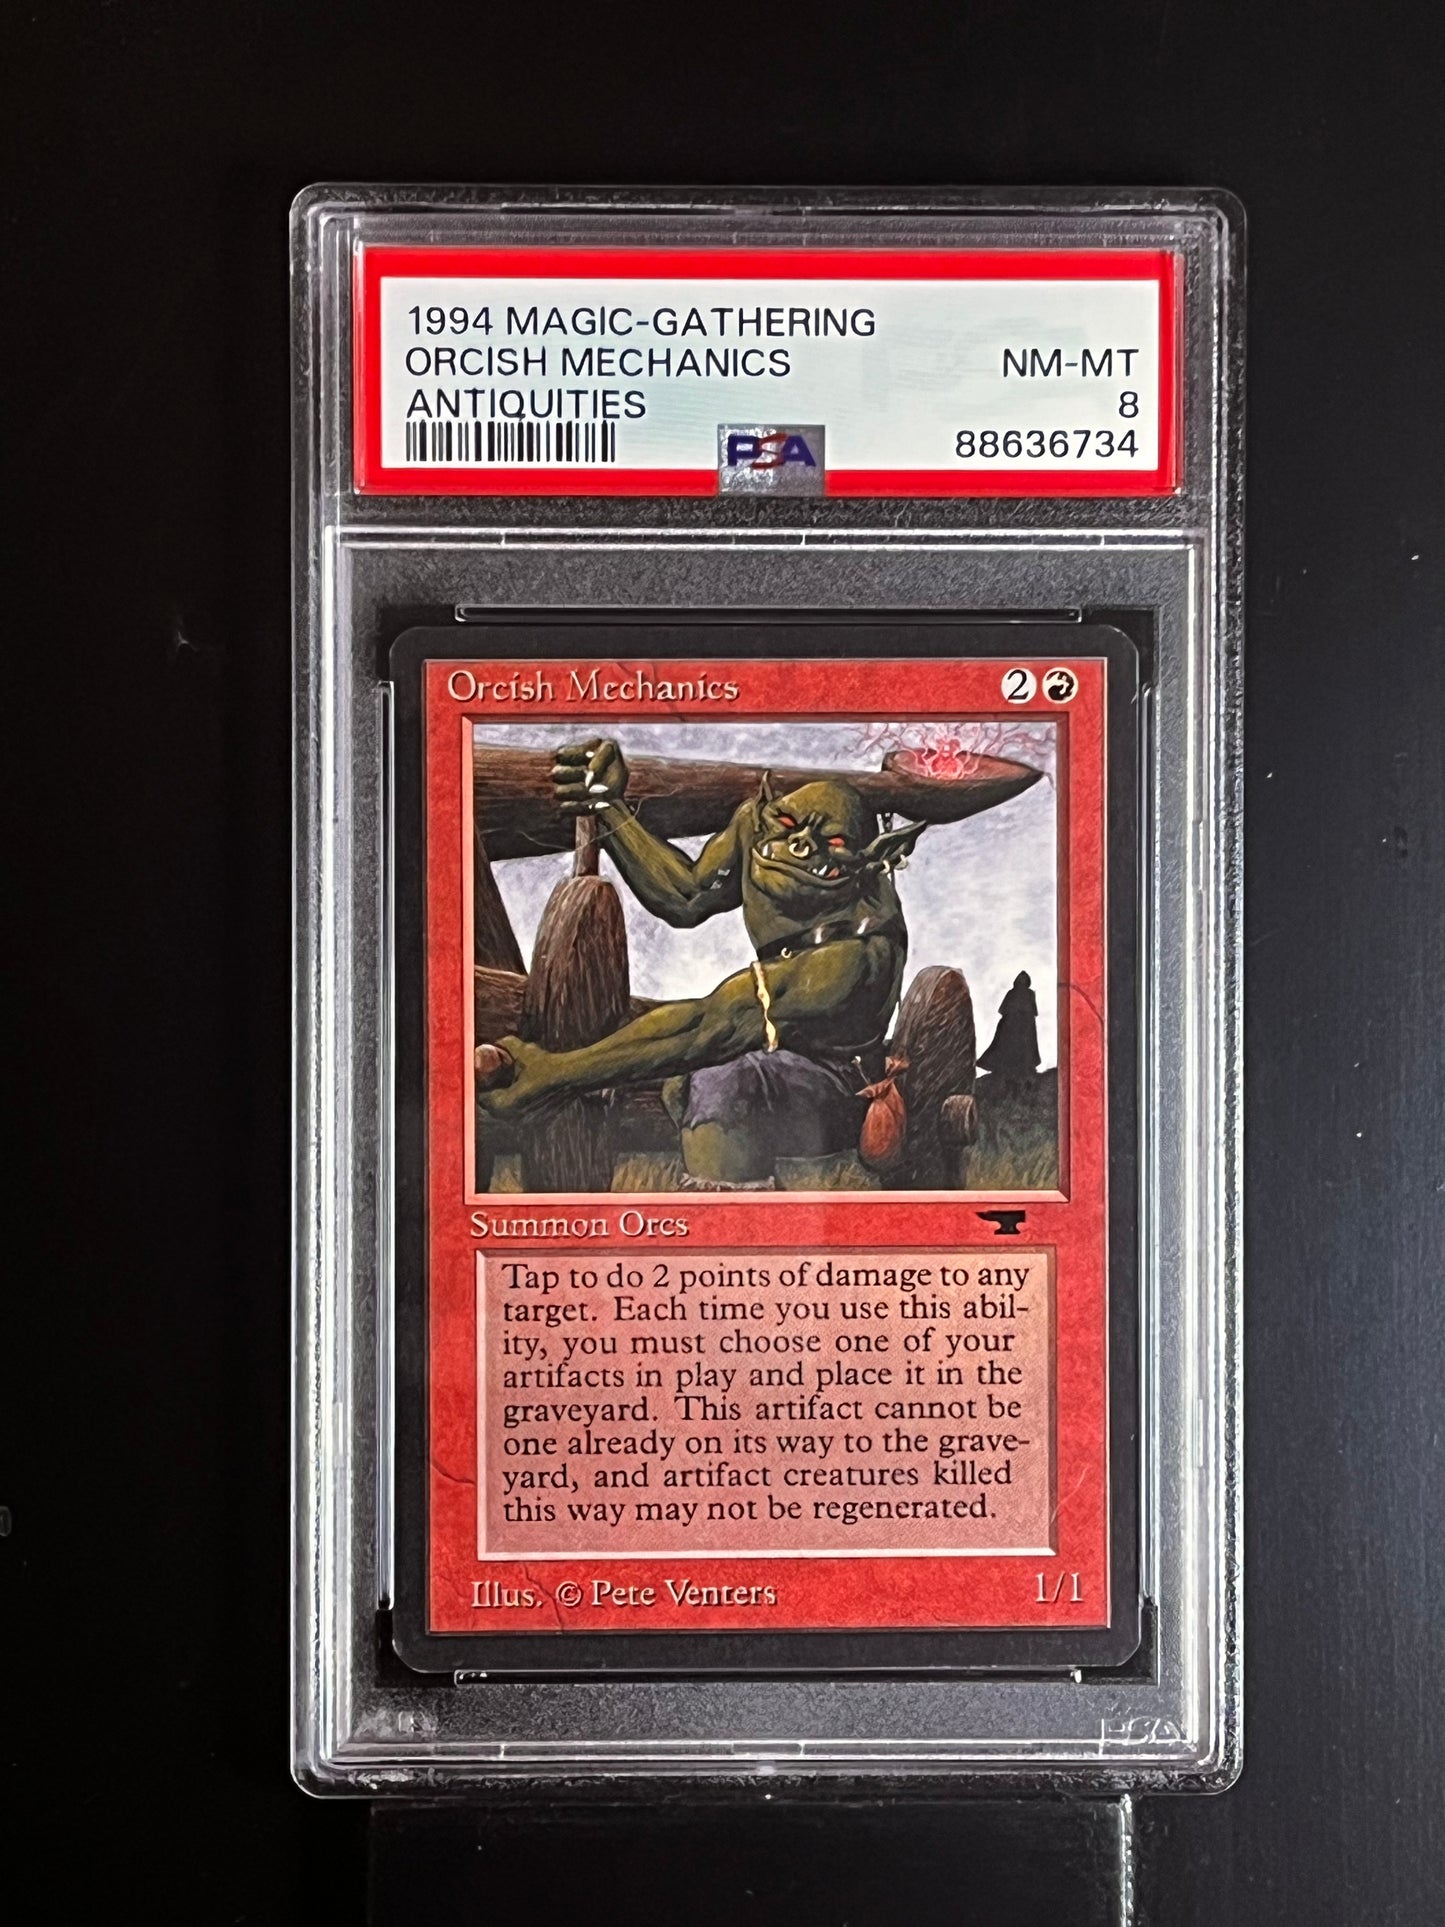 1994 MAGIC-GATHERING
ORCISH MECHANICS NM-MT
ANTIQUITIES 8
PSA 88636734
Orcish Mechanics 2
Summon Orcs
Tap to do 2 points of damage to any
target. Each time you use this abil-
ity, you must choose one of your
artifacts in play and place it in the
graveyard. This artifact cannot be
one already on its way to the grave-
yard, and artifact creatures killed
this way may not be regenerated.
Illus. © Pete Venters 1/1
PSA